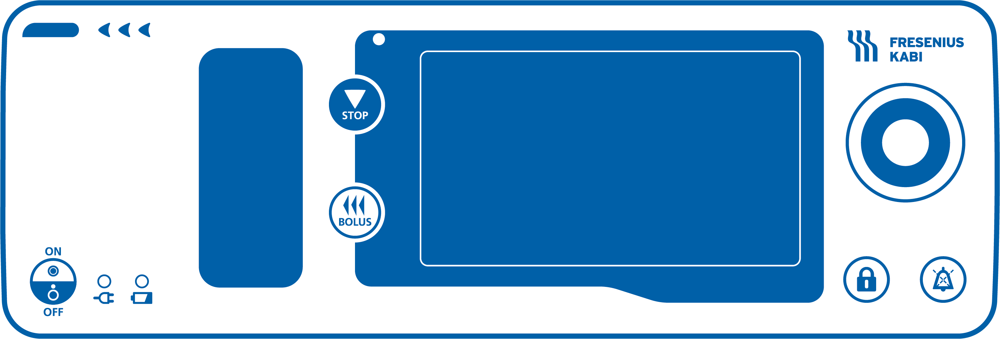 FRESENIUS
KABI
STOP
BOLUS
ON
OFF